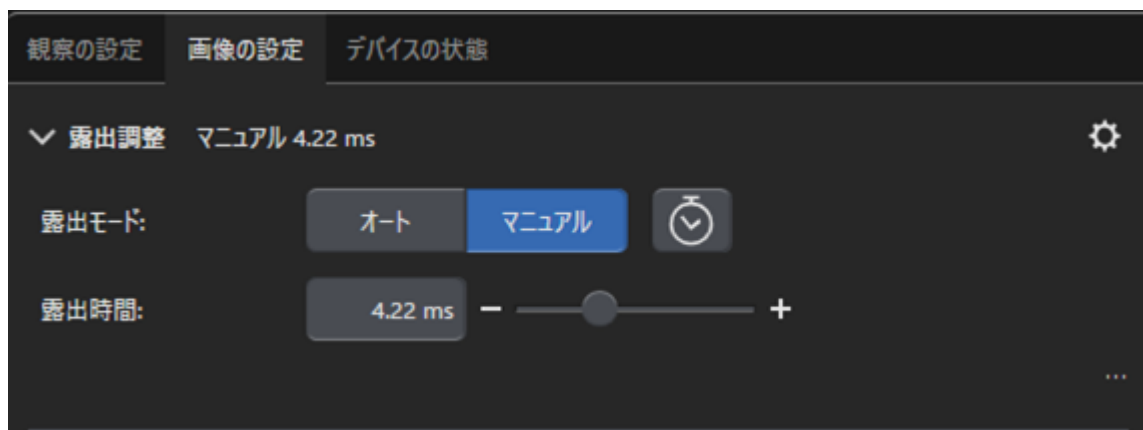 観察の設定 画像の設定 デバイスの状態
露出調整 マニュアル 4.22 ms
露出モード: オート マニュアル
露出時間: 4.22 ms − +
...